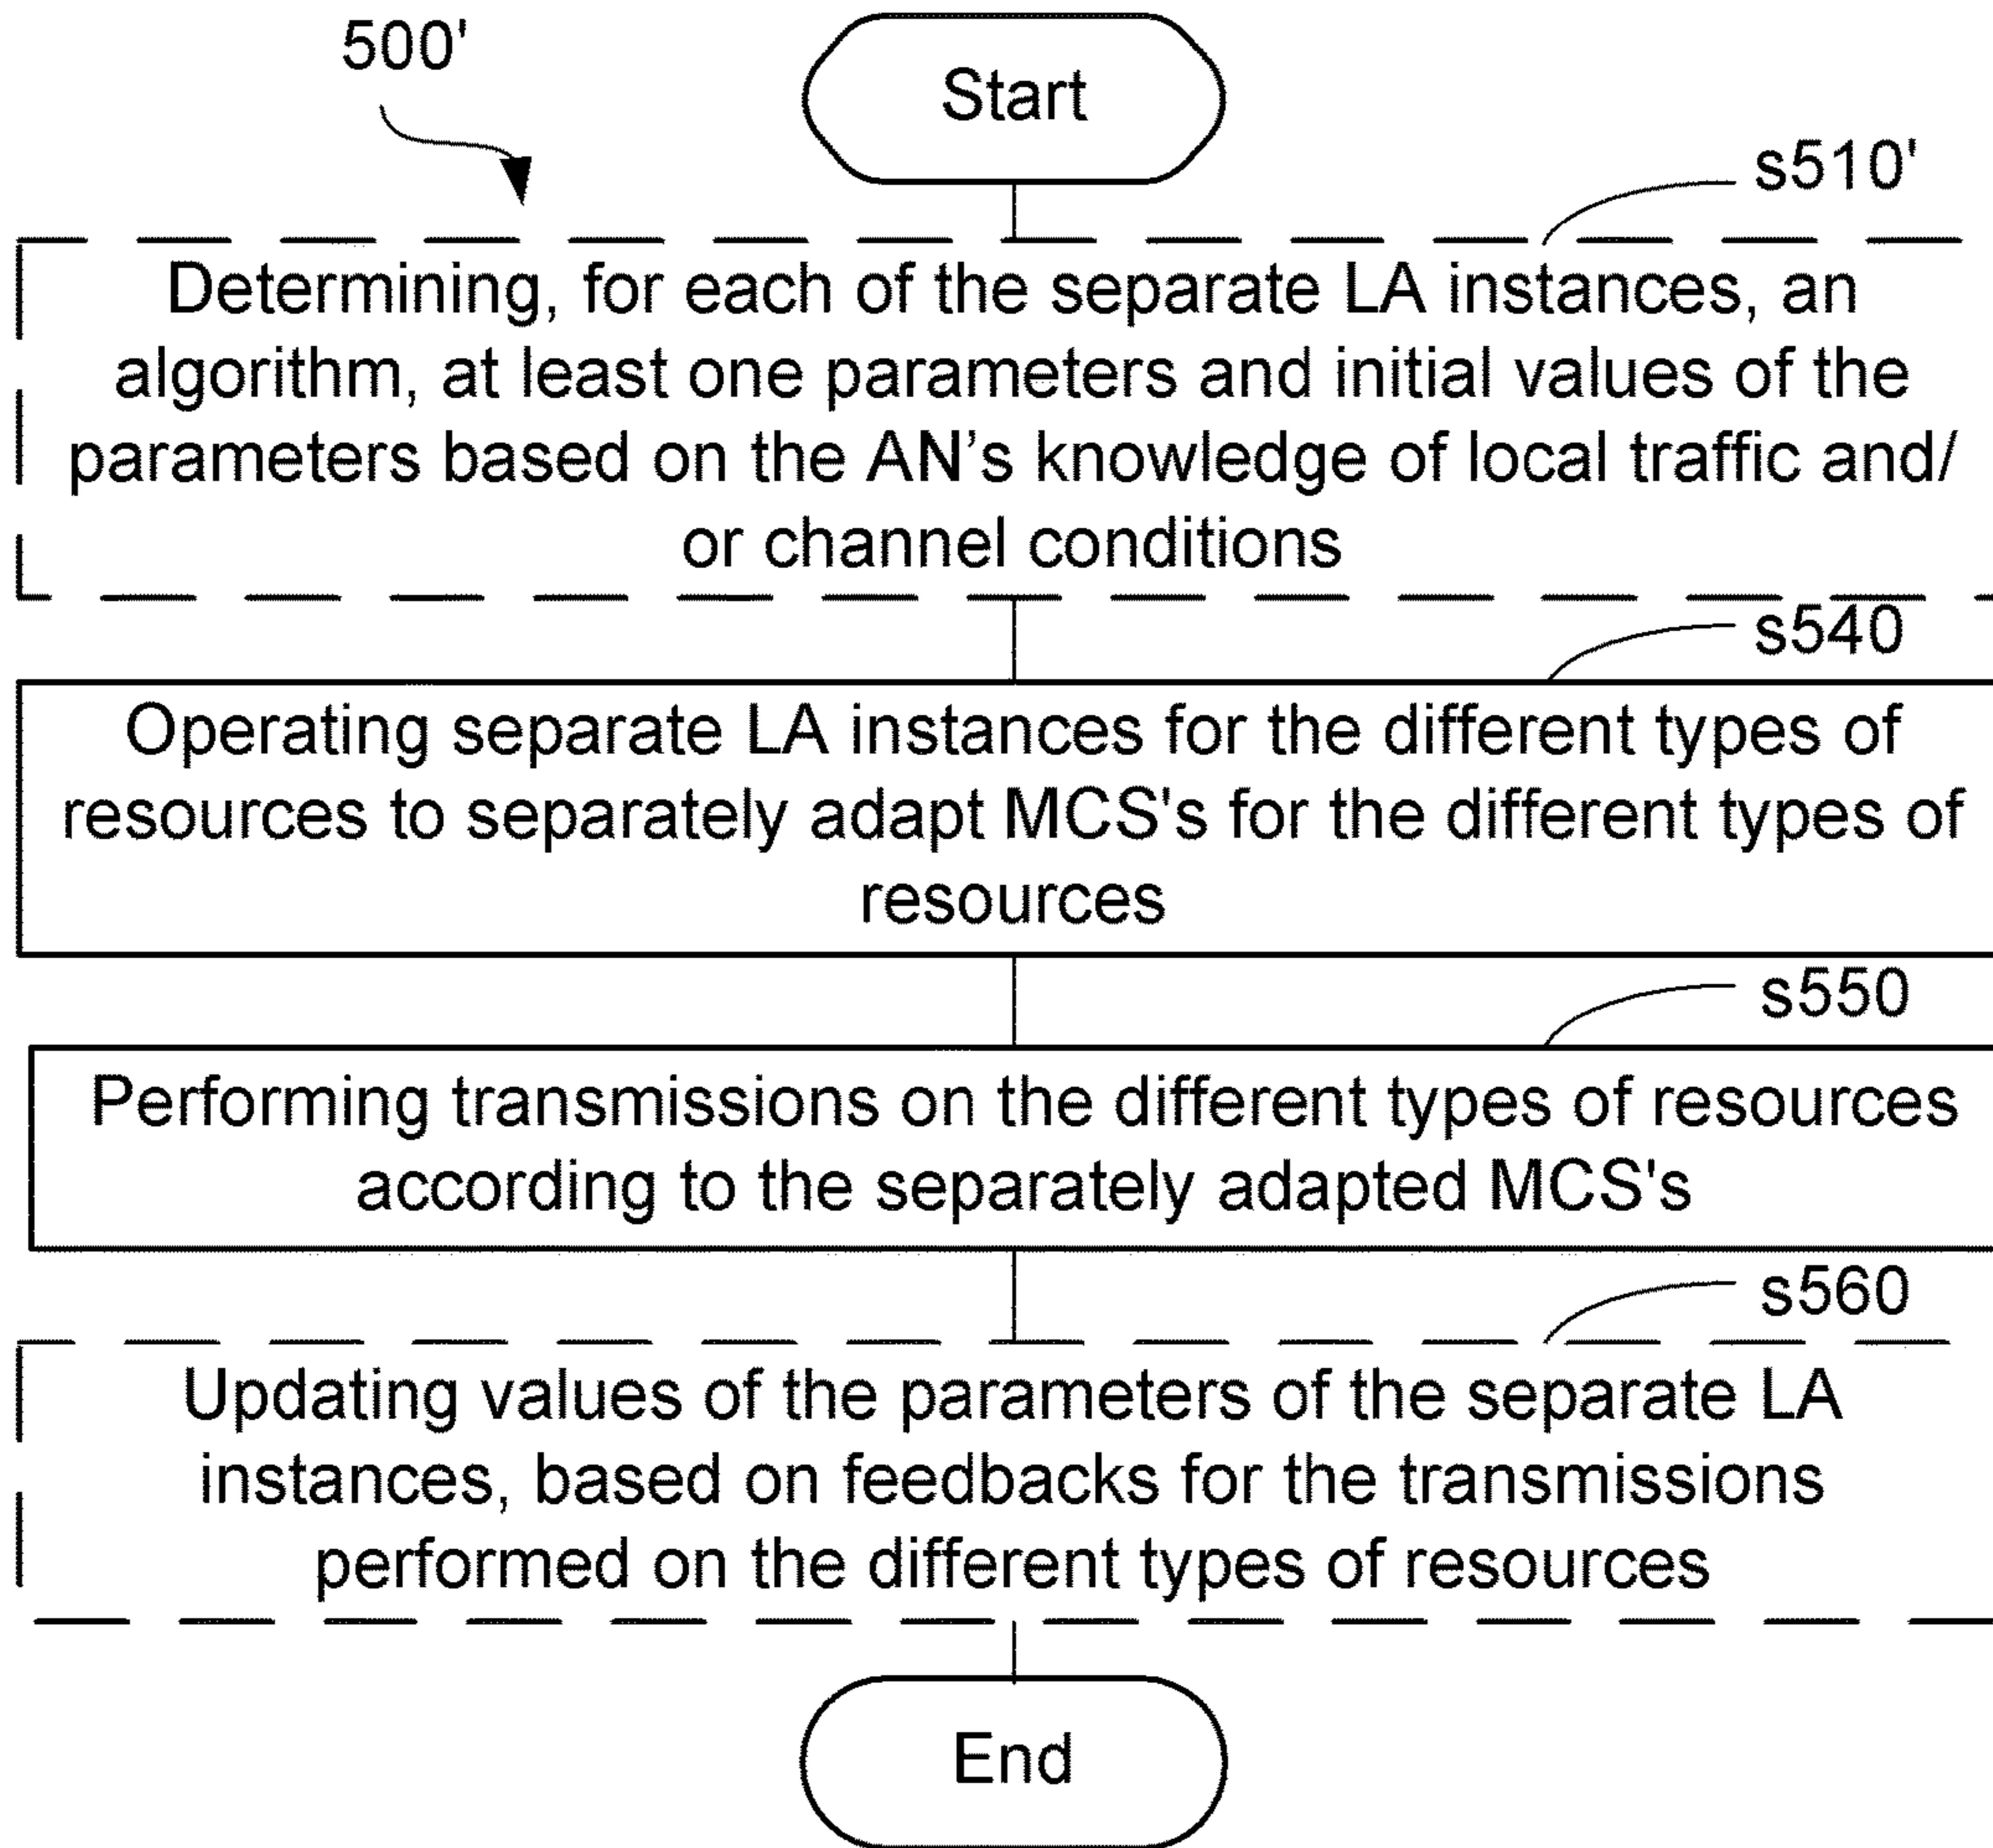 500'
Start
s510'
Determining, for each of the separate LA instances, an
algorithm, at least one parameters and initial values of the
parameters based on the AN's knowledge of local traffic and/
or channel conditions
s540
Operating separate LA instances for the different types of
resources to separately adapt MCS's for the different types of
resources
s550
Performing transmissions on the different types of resources
according to the separately adapted MCS's
s560
Updating values of the parameters of the separate LA
instances, based on feedbacks for the transmissions
performed on the different types of resources
End